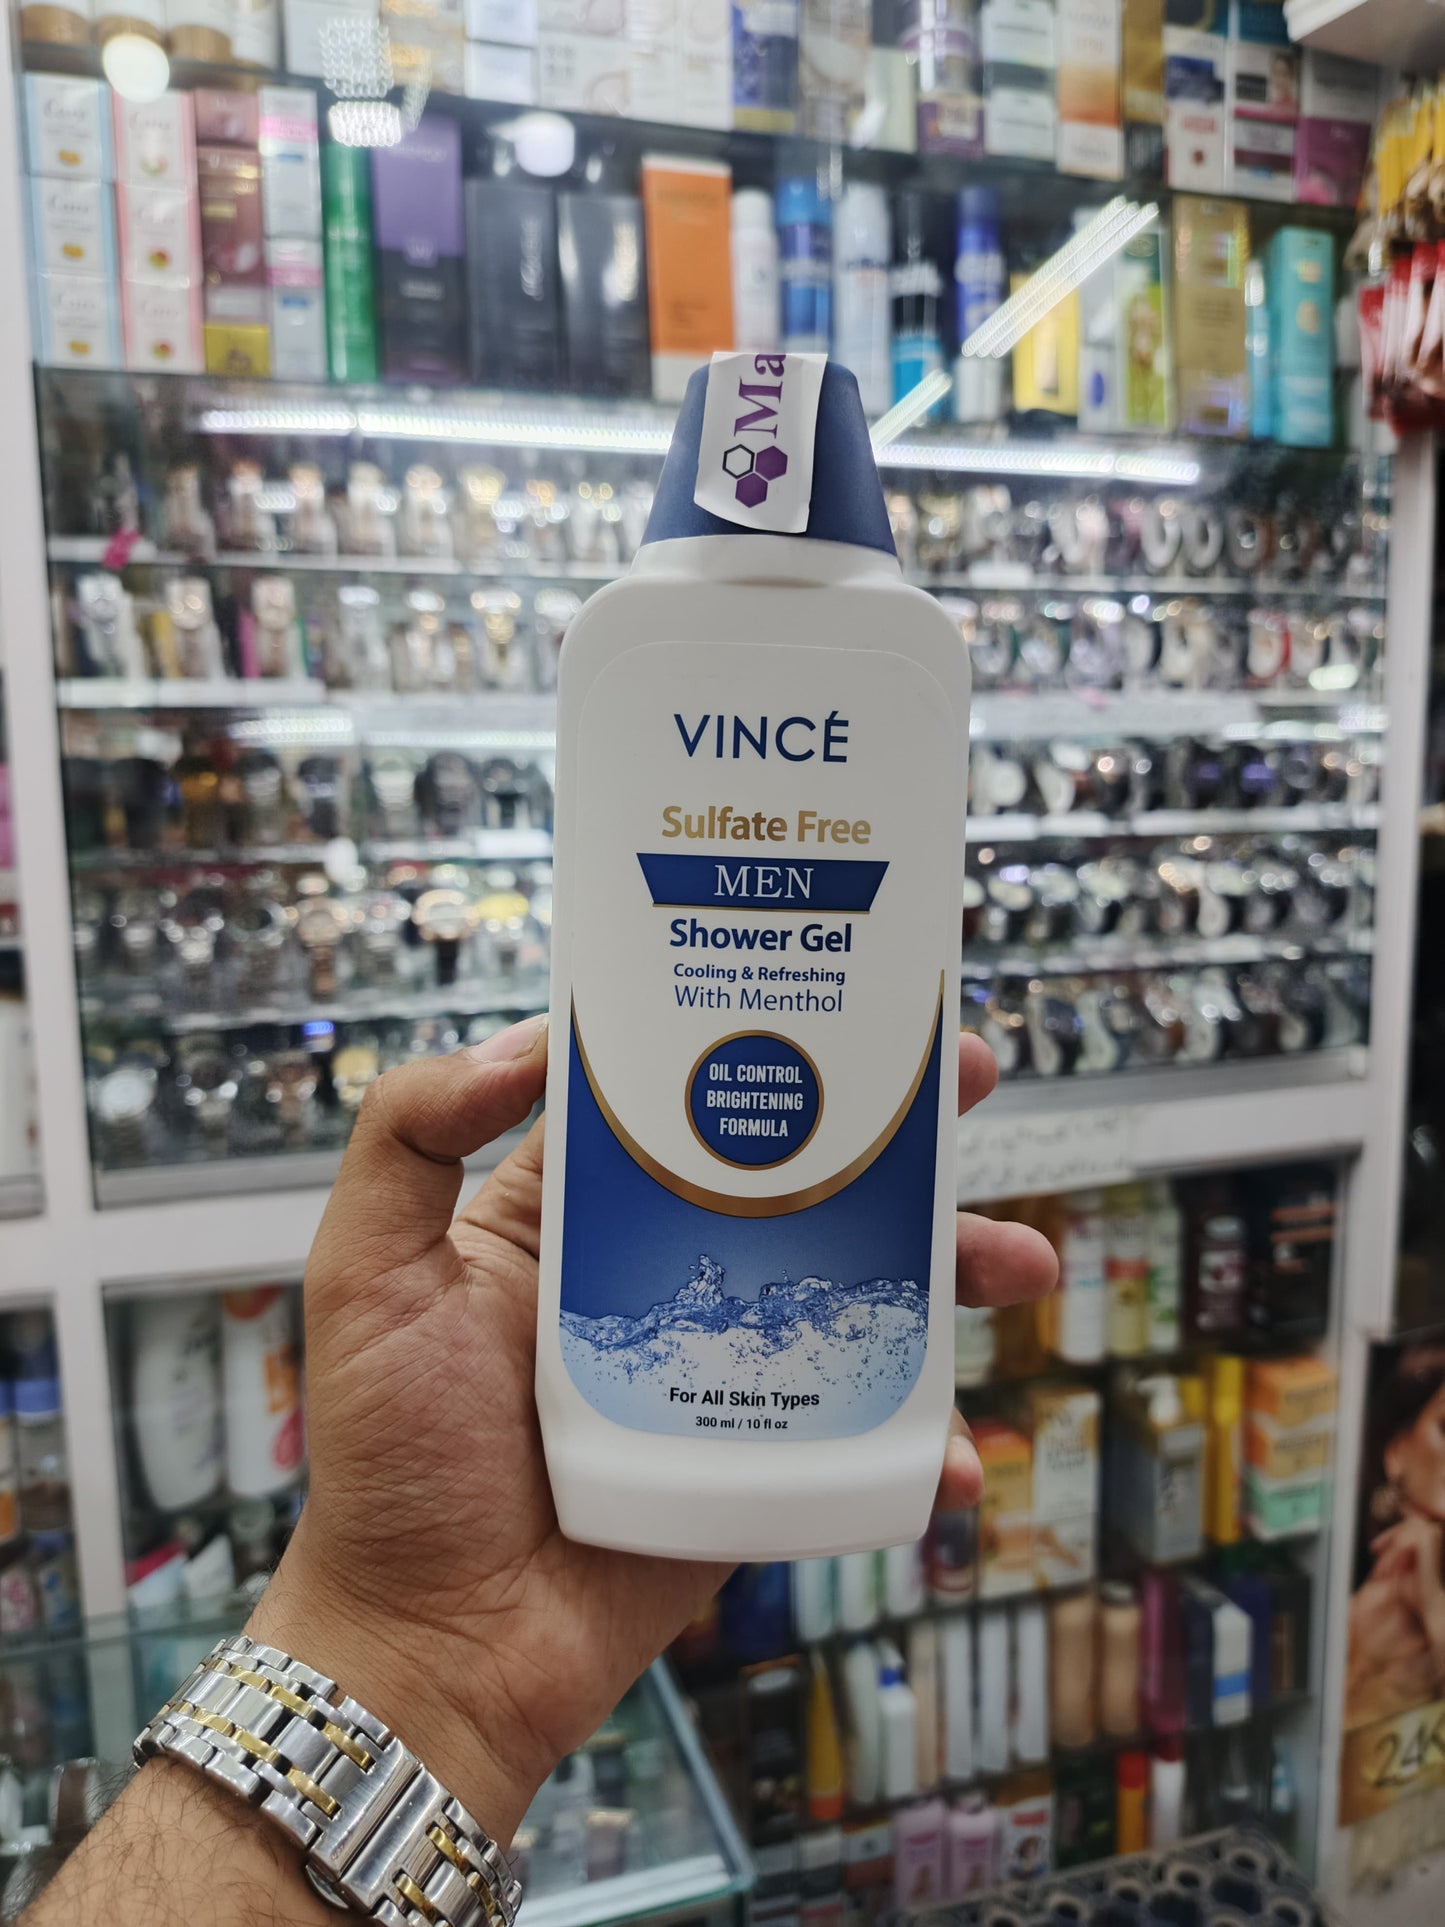 Ma
VINCÉ
Sulfate Free
MEN
Shower Gel
Cooling & Refreshing
With Menthol
OIL CONTROL
BRIGHTENING
FORMULA
For All Skin Types
300 ml / 10 fl oz
24K